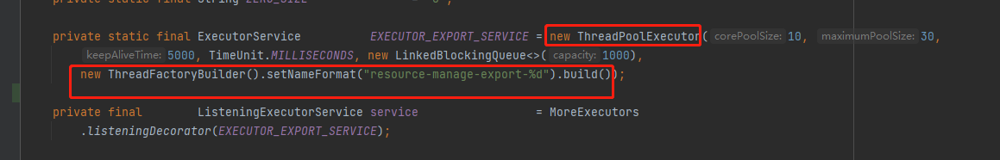 private static final String ZERO_SIZE = "0";
private static final ExecutorService EXECUTOR_EXPORT_SERVICE = new ThreadPoolExecutor( corePoolSize: 10, maximumPoolSize: 30,
keepAliveTime: 5000, TimeUnit.MILLISECONDS, new LinkedBlockingQueue<>( capacity: 1000),
new ThreadFactoryBuilder().setNameFormat("resource-manage-export-%d").build());
private final ListeningExecutorService service = MoreExecutors
.listeningDecorator(EXECUTOR_EXPORT_SERVICE);